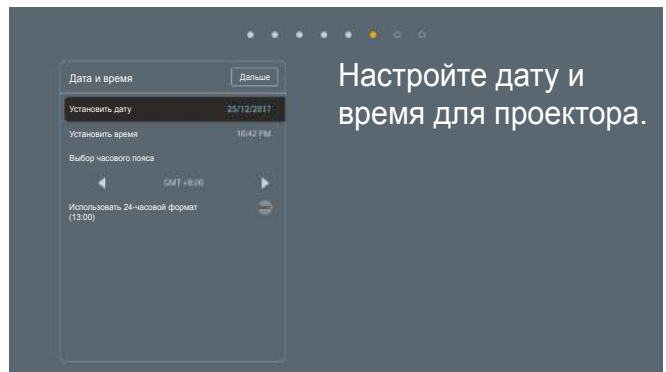 Дата и время Дальше
Установить дату 25/12/2017
Установить время 10:42 PM
Выбор часового пояса
GMT +8:00
Использовать 24-часовой формат
(13:00)
Настройте дату и
время для проектора.